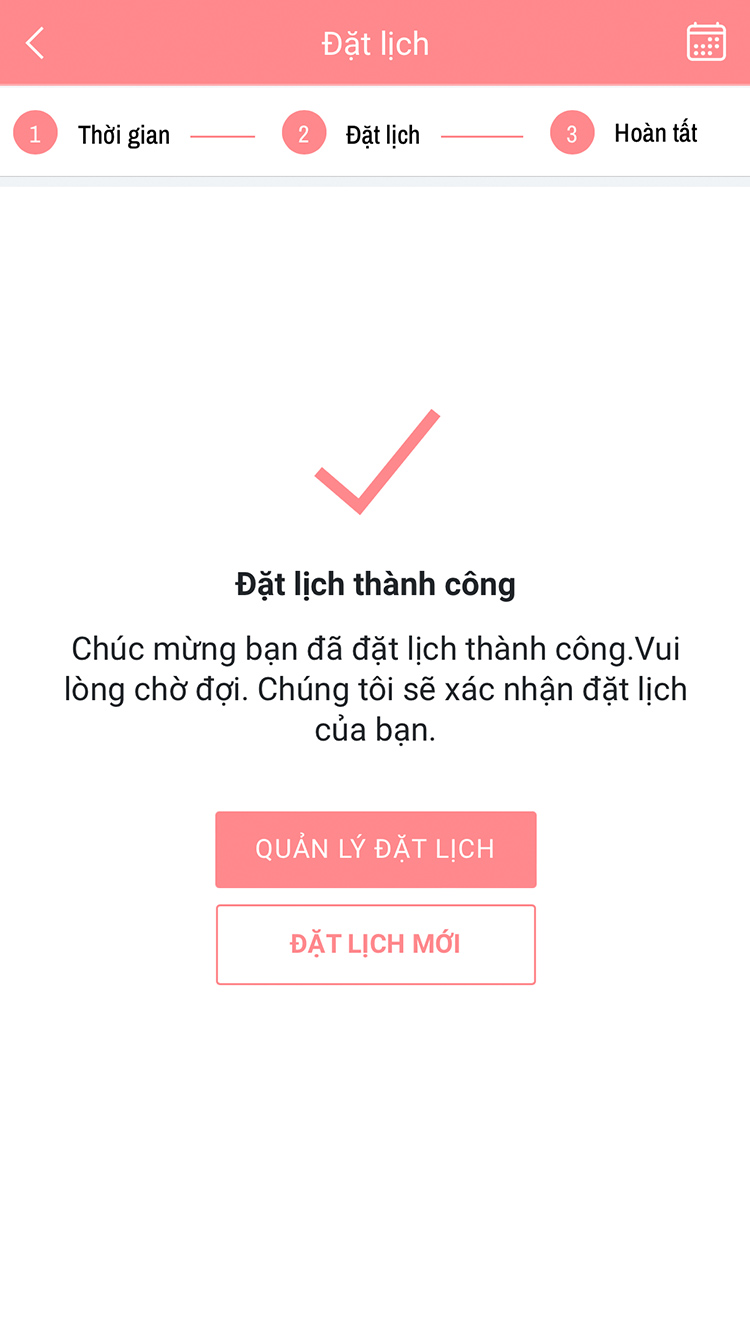 Đặt lịch
1 Thời gian 2 Đặt lịch 3 Hoàn tất
Đặt lịch thành công
Chúc mừng bạn đã đặt lịch thành công.Vui
lòng chờ đợi. Chúng tôi sẽ xác nhận đặt lịch
của bạn.
QUẢN LÝ ĐẶT LỊCH
ĐẶT LỊCH MỚI